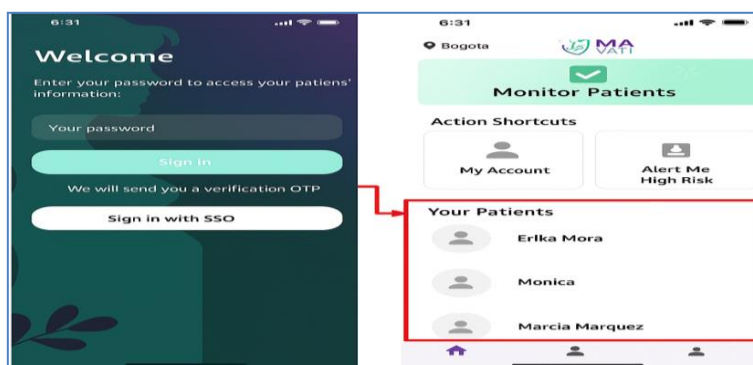 6:31
Welcome
Enter your password to access your patiens'
information:
Your password
Sign in
We will send you a verification OTP
Sign in with SSO
6:31
Bogota
MA
VATI
Monitor Patients
Action Shortcuts
My Account
Alert Me
High Risk
Your Patients
Erika Mora
Monica
Marcia Marquez